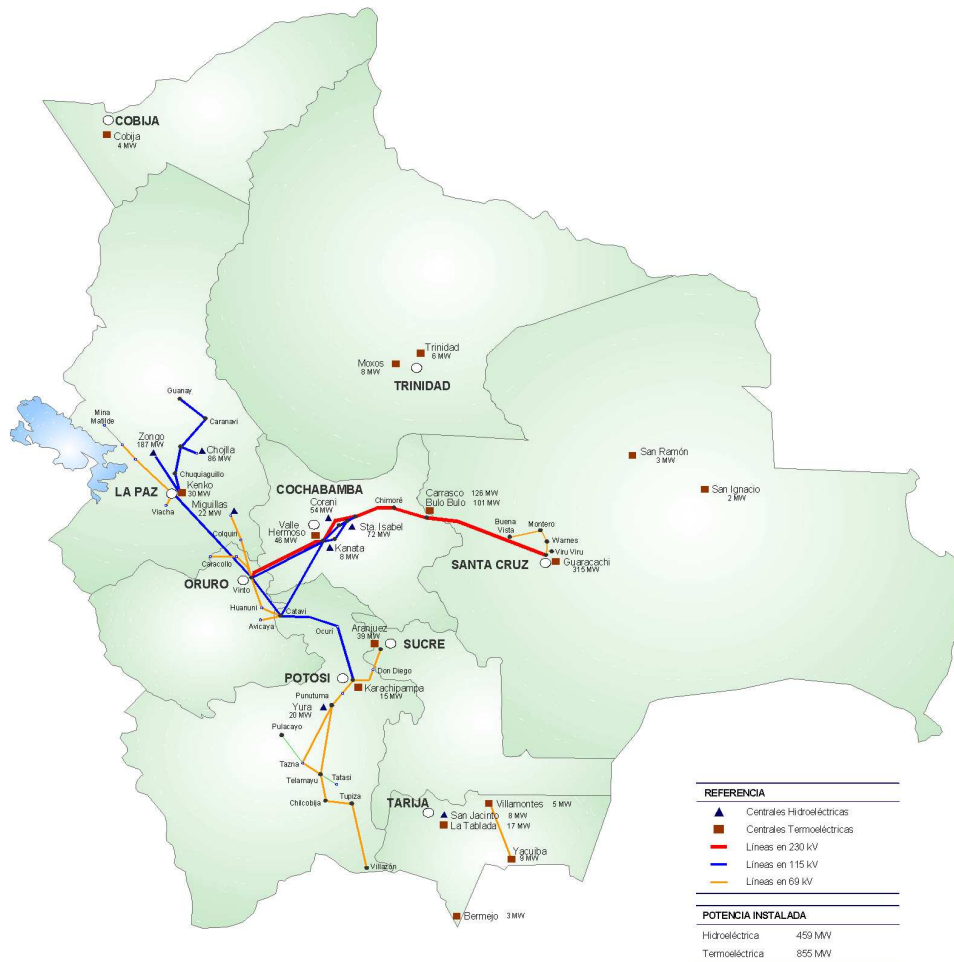 COBIJA
Cobija
4 MW
Trinidad
6 MW
Moxos
8 MW
TRINIDAD
Guanay
Mina
Matilde
Caranavi
Zongo
187 MW
Chojlla
86 MW
Chuquiaguillo
Kenko
30 MW
LA PAZ
Viacha
Miguillas
22 MW
Colquiri
Caracollo
ORURO
Vinto
Huanuni
Avicaya
Catavi
Ocurí
COCHABAMBA
Corani
54 MW
Valle
Hermoso
46 MW
Sta. Isabel
72 MW
Kanata
8 MW
Chimoré
Carrasco 126 MW
Bulo Bulo 101 MW
San Ramón
3 MW
San Ignacio
2 MW
Buena
Vista
Montero
Warnes
Viru Viru
SANTA CRUZ
Guaracachi
315 MW
Aranjuez
39 MW
SUCRE
Don Diego
POTOSI
Karachipampa
15 MW
Punutuma
Yura
20 MW
Pulacayo
Tazna
Tatasi
Telamayu
Chilcobija
Tupiza
Villazón
TARIJA
San Jacinto 8 MW
La Tablada 17 MW
Villamontes 5 MW
Yacuiba
9 MW
Bermejo 3 MW
REFERENCIA
Centrales Hidroeléctricas
Centrales Termoeléctricas
Líneas en 230 kV
Líneas en 115 kV
Líneas en 69 kV
POTENCIA INSTALADA
Hidroeléctrica 459 MW
Termoeléctrica 855 MW